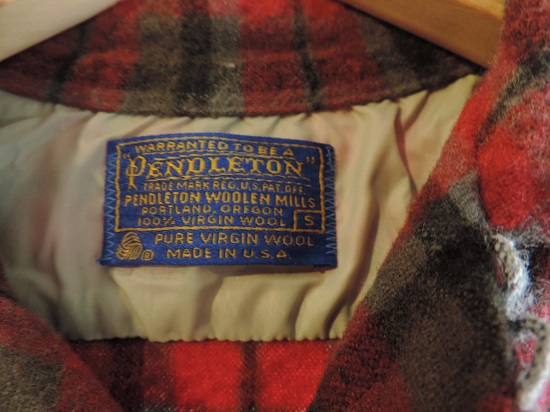 WARRANTED TO BE A
"PENDLETON"
TRADE MARK REG. U.S. PAT. OFF.
PENDLETON WOOLEN MILLS
PORTLAND, OREGON
100% VIRGIN WOOL S
® PURE VIRGIN WOOL
MADE IN U.S.A.